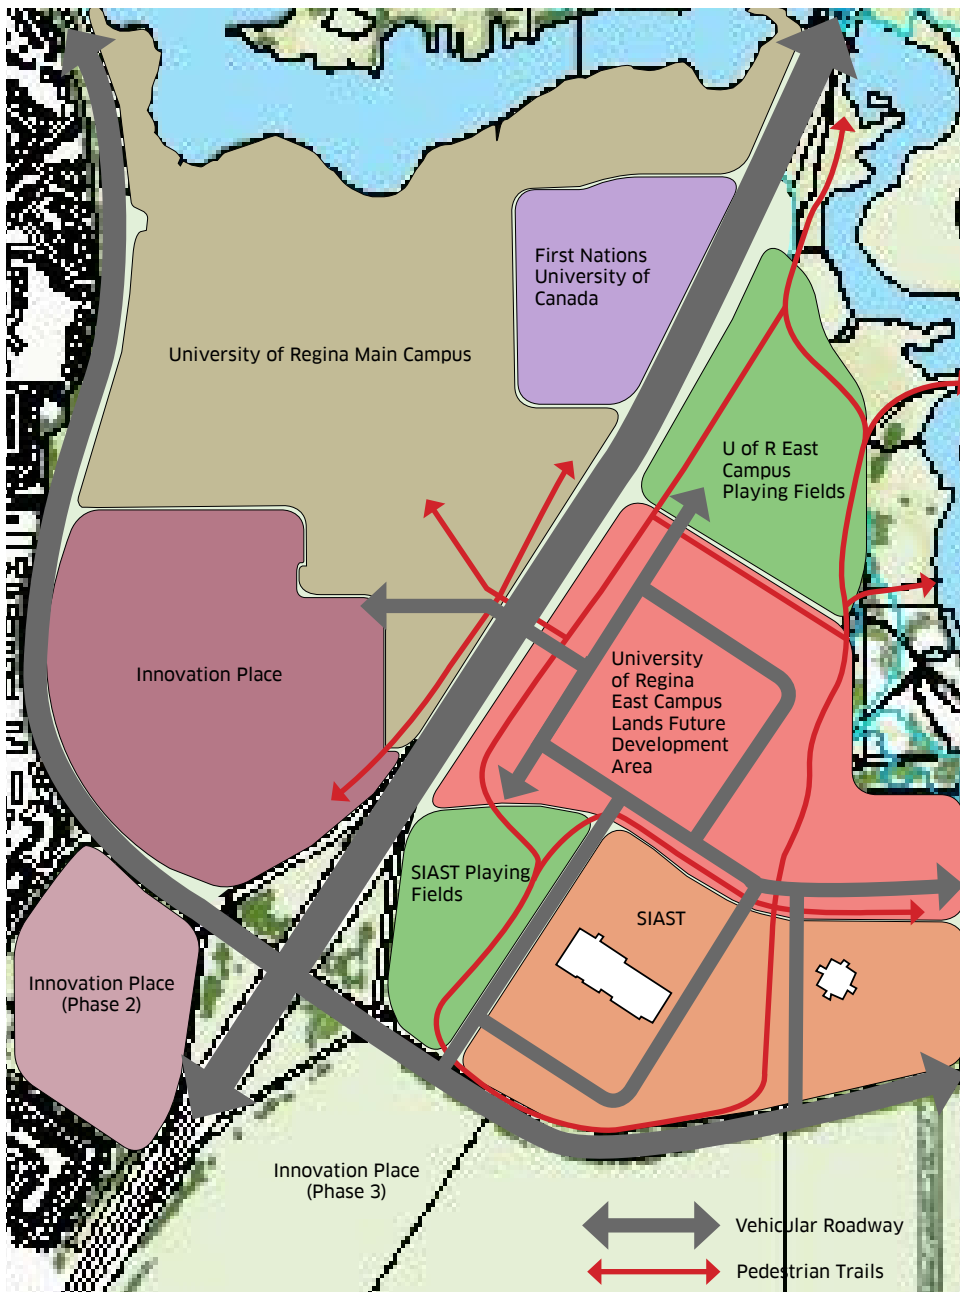 First Nations
University of
Canada
University of Regina Main Campus
U of R East
Campus
Playing Fields
Innovation Place
University
of Regina
East Campus
Lands Future
Development
Area
SIAST Playing
Fields
SIAST
Innovation Place
(Phase 2)
Innovation Place
(Phase 3)
Vehicular Roadway
Pedestrian Trails